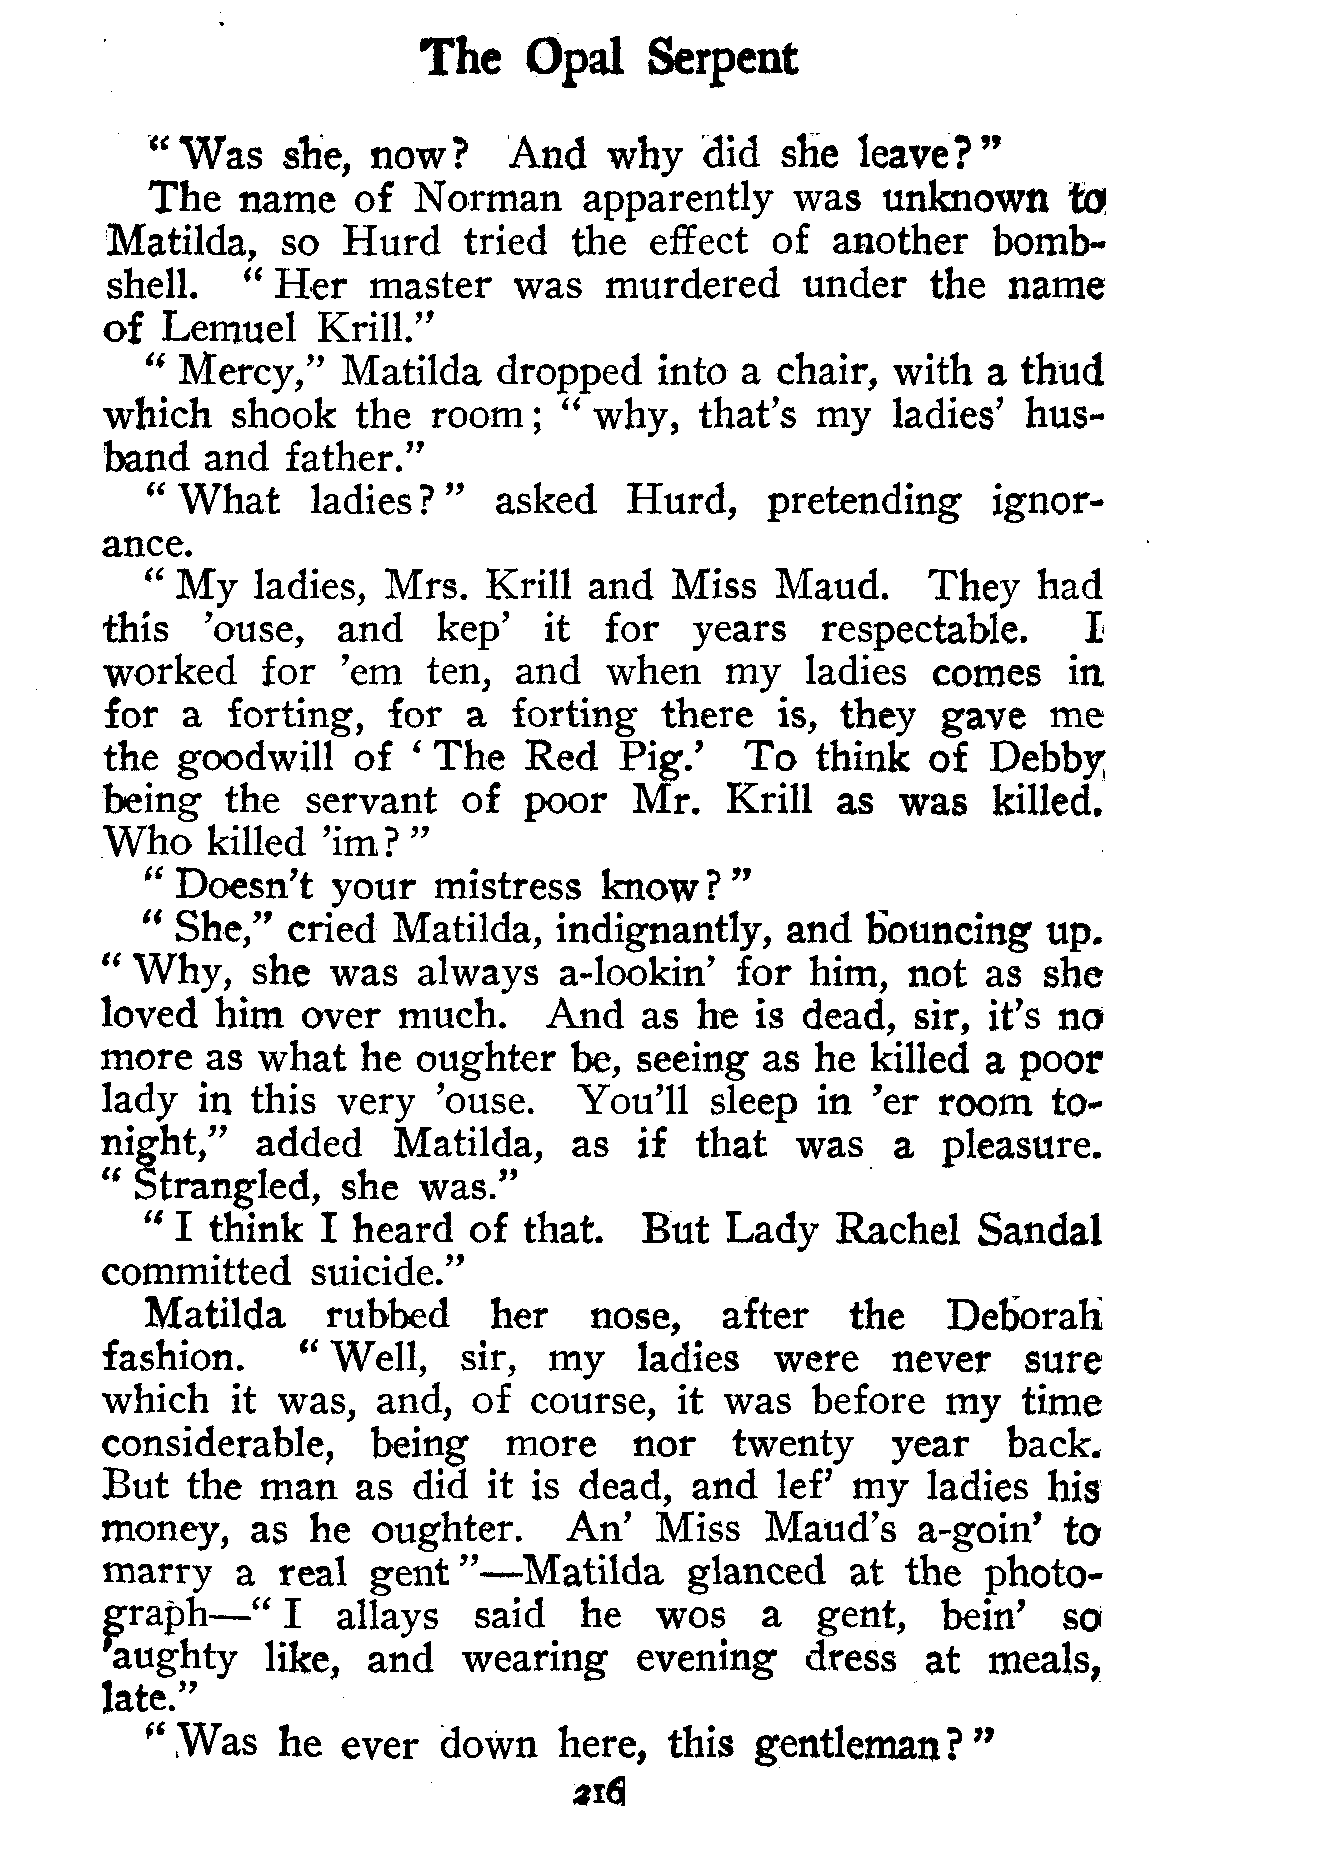 The Opal Serpent
“ Was she, now? And why did she leave? ”
The name of Norman apparently was unknown to
Matilda, so Hurd tried the effect of another bomb-
shell. “ Her master was murdered under the name
of Lemuel Krill.”
“ Mercy,” Matilda dropped into a chair, with a thud
which shook the room; “ why, that’s my ladies’ hus-
band and father.”
“ What ladies? ” asked Hurd, pretending ignor-
ance.
“ My ladies, Mrs. Krill and Miss Maud. They had
this ’ouse, and kep’ it for years respectable. I
worked for ’em ten, and when my ladies comes in
for a forting, for a forting there is, they gave me
the goodwill of ‘ The Red Pig.’ To think of Debby
being the servant of poor Mr. Krill as was killed.
Who killed ’im? ”
“ Doesn’t your mistress know? ”
“ She,” cried Matilda, indignantly, and bouncing up.
“ Why, she was always a-lookin’ for him, not as she
loved him over much. And as he is dead, sir, it’s no
more as what he oughter be, seeing as he killed a poor
lady in this very ’ouse. You’ll sleep in ’er room to-
night,” added Matilda, as if that was a pleasure.
“ Strangled, she was.”
“ I think I heard of that. But Lady Rachel Sandal
committed suicide.”
Matilda rubbed her nose, after the Deborah
fashion. “ Well, sir, my ladies were never sure
which it was, and, of course, it was before my time
considerable, being more nor twenty year back.
But the man as did it is dead, and lef’ my ladies his
money, as he oughter. An’ Miss Maud’s a-goin’ to
marry a real gent ”—Matilda glanced at the photo-
graph—“ I allays said he wos a gent, bein’ so
’aughty like, and wearing evening dress at meals,
late.”
“ Was he ever down here, this gentleman? ”
216